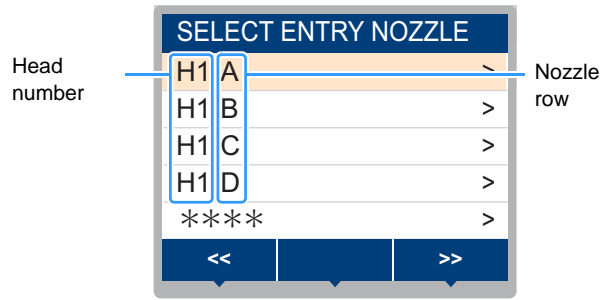 SELECT ENTRY NOZZLE
Head
number
H1 A >
Nozzle
row
H1 B >
H1 C >
H1 D >
**** >
<< >>